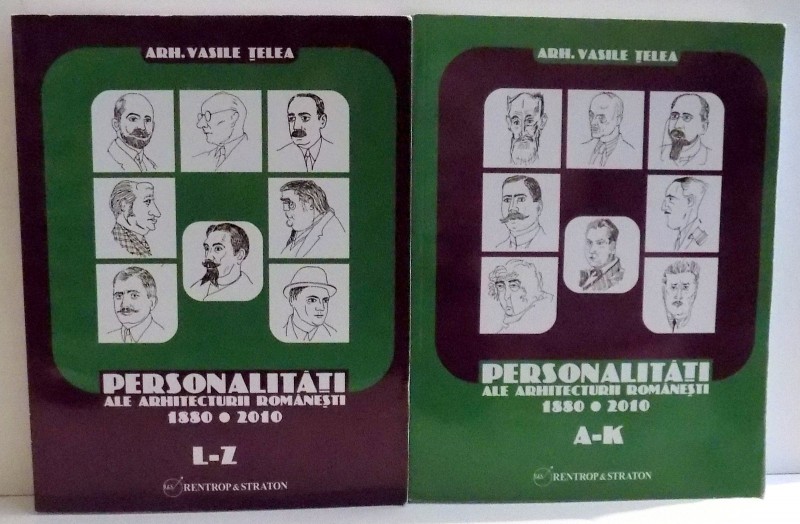 ARH. VASILE ȚELEA
PERSONALITĂȚI
ALE ARHITECTURII ROMÂNEȘTI
1880 • 2010
L-Z
RENTROP & STRATON
ARH. VASILE ȚELEA
PERSONALITĂȚI
ALE ARHITECTURII ROMÂNEȘTI
1880 • 2010
A-K
RENTROP & STRATON